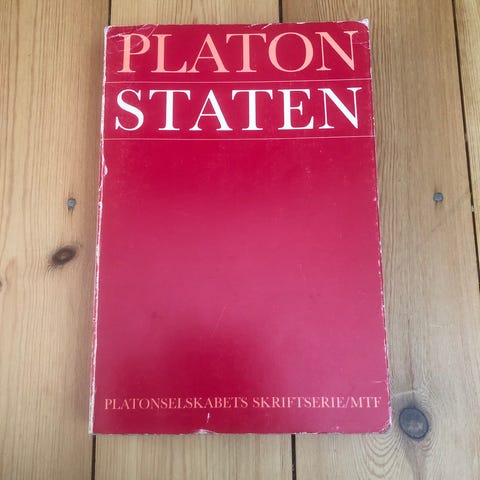 PLATON
STATEN
PLATONSELSKABETS SKRIFTSERIE/MTF